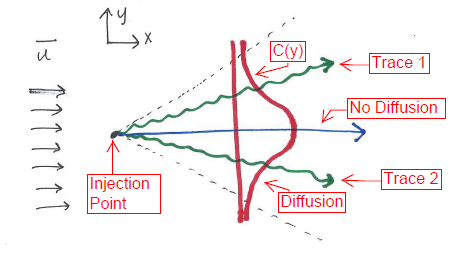 y
x
u
C(y)
Trace 1
No Diffusion
Injection
Point
Trace 2
Diffusion